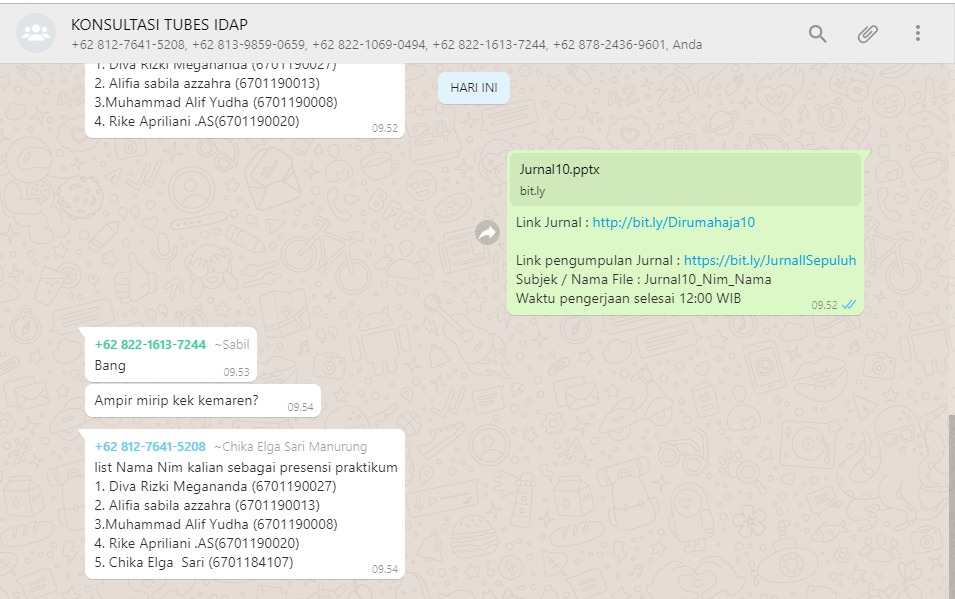 KONSULTASI TUBES IDAP
+62 812-7641-5208, +62 813-9859-0659, +62 822-1069-0494, +62 822-1613-7244, +62 878-2436-9601, Anda
1. Diva Rizki Megananda (6701190027)
2. Alifia sabila azzahra (6701190013)
3.Muhammad Alif Yudha (6701190008)
4. Rike Apriliani .AS(6701190020)
09.52
HARI INI
Jurnal10.pptx
bit.ly
Link Jurnal : http://bit.ly/Dirumahaja10
Link pengumpulan Jurnal : https://bit.ly/JurnallSepuluh
Subjek / Nama File : Jurnal10_Nim_Nama
Waktu pengerjaan selesai 12:00 WIB
09.52
+62 822-1613-7244 ~Sabil
Bang
09.53
Ampir mirip kek kemaren?
09.54
+62 812-7641-5208 ~Chika Elga Sari Manurung
list Nama Nim kalian sebagai presensi praktikum
1. Diva Rizki Megananda (6701190027)
2. Alifia sabila azzahra (6701190013)
3.Muhammad Alif Yudha (6701190008)
4. Rike Apriliani .AS(6701190020)
5. Chika Elga  Sari (6701184107)
09.54